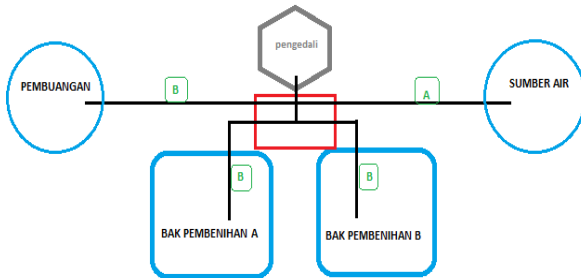 pengedali
PEMBUANGAN
SUMBER AIR
B
A
B
B
BAK PEMBENIHAN A
BAK PEMBENIHAN B